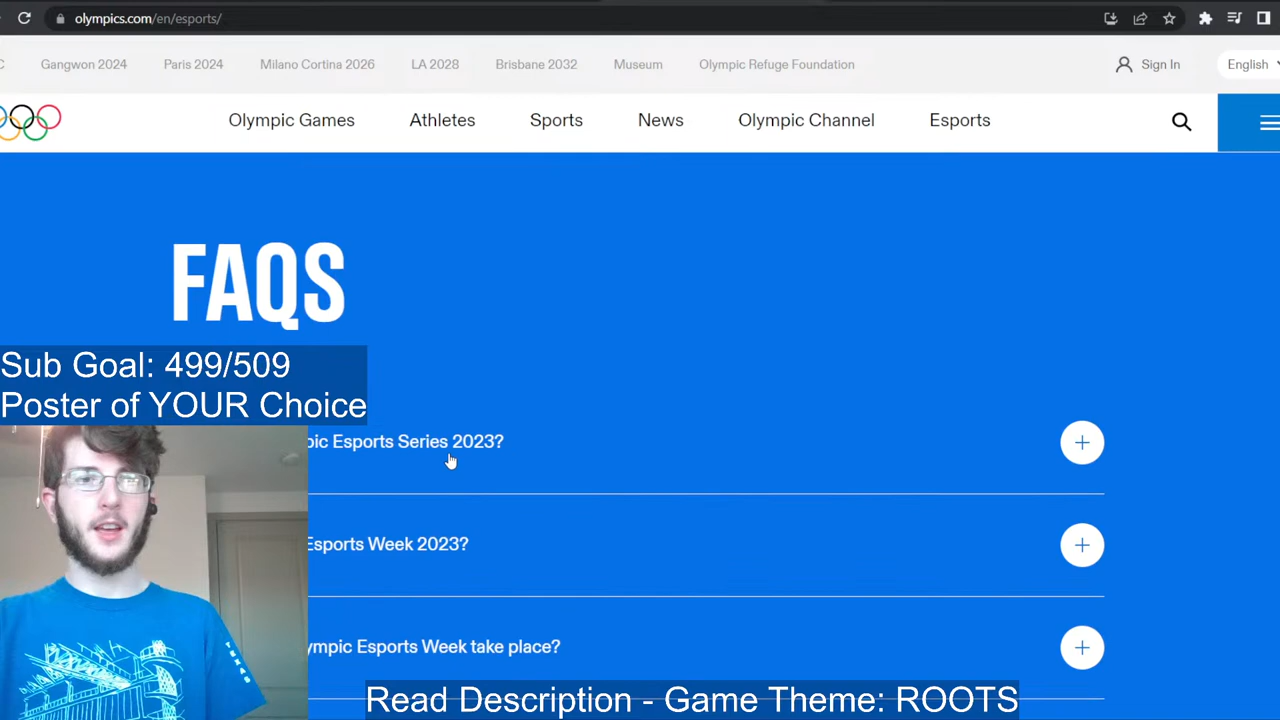 olympics.com/en/esports/
C Gangwon 2024 Paris 2024 Milano Cortina 2026 LA 2028 Brisbane 2032 Museum Olympic Refuge Foundation Sign In English
Olympic Games Athletes Sports News Olympic Channel Esports
FAQS
Sub Goal: 499/509
Poster of YOUR Choice
pic Esports Series 2023?
Esports Week 2023?
ympic Esports Week take place?
TEXAS
Read Description - Game Theme: ROOTS